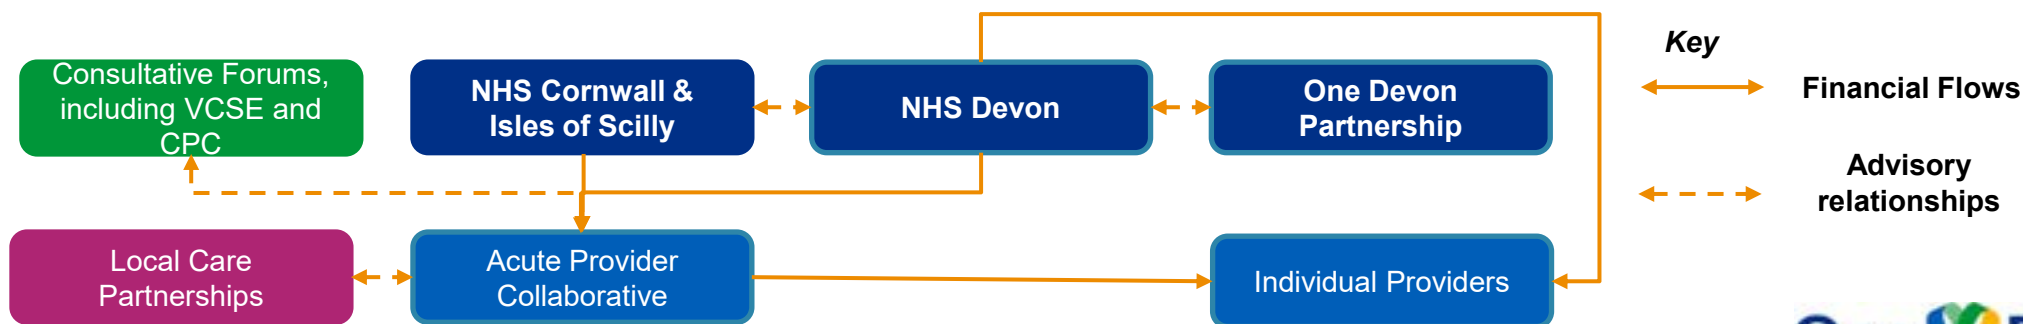 Consultative Forums,
including VCSE and
CPC
NHS Cornwall &
Isles of Scilly
NHS Devon
One Devon
Partnership
Key
Financial Flows
Advisory
relationships
Local Care
Partnerships
Acute Provider
Collaborative
Individual Providers